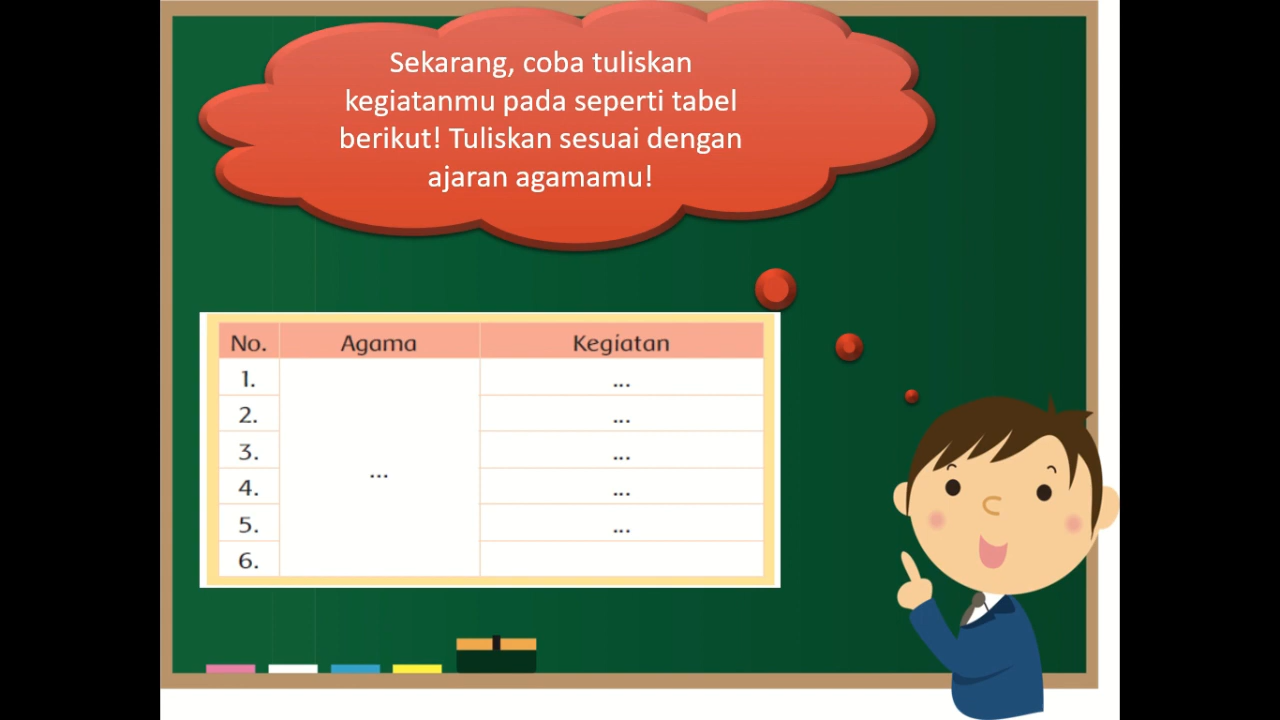 Sekarang, coba tuliskan
kegiatanmu pada seperti tabel
berikut! Tuliskan sesuai dengan
ajaran agamamu!
No. Agama Kegiatan
1. ...
2. ...
3. ...
...
4. ...
5. ...
6.